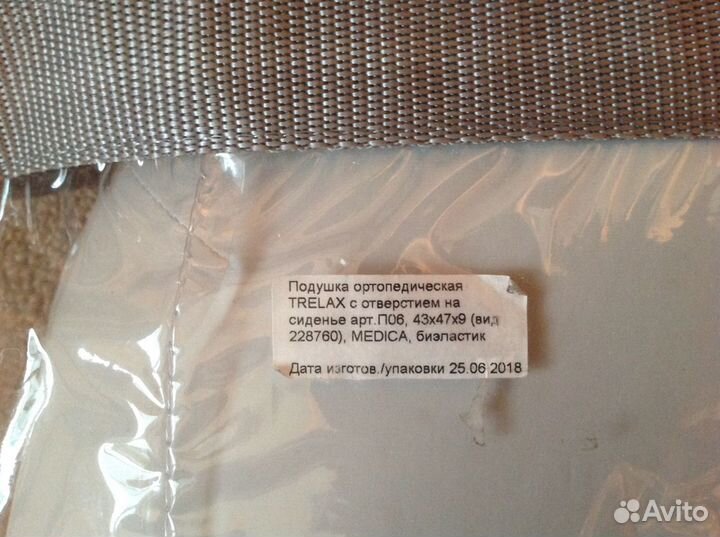 Подушка ортопедическая
TRELAX с отверстием на
сиденье арт.П06, 43х47х9 (вид
228760), MEDICA, биэластик
Дата изготов./упаковки 25.06.2018
Avito